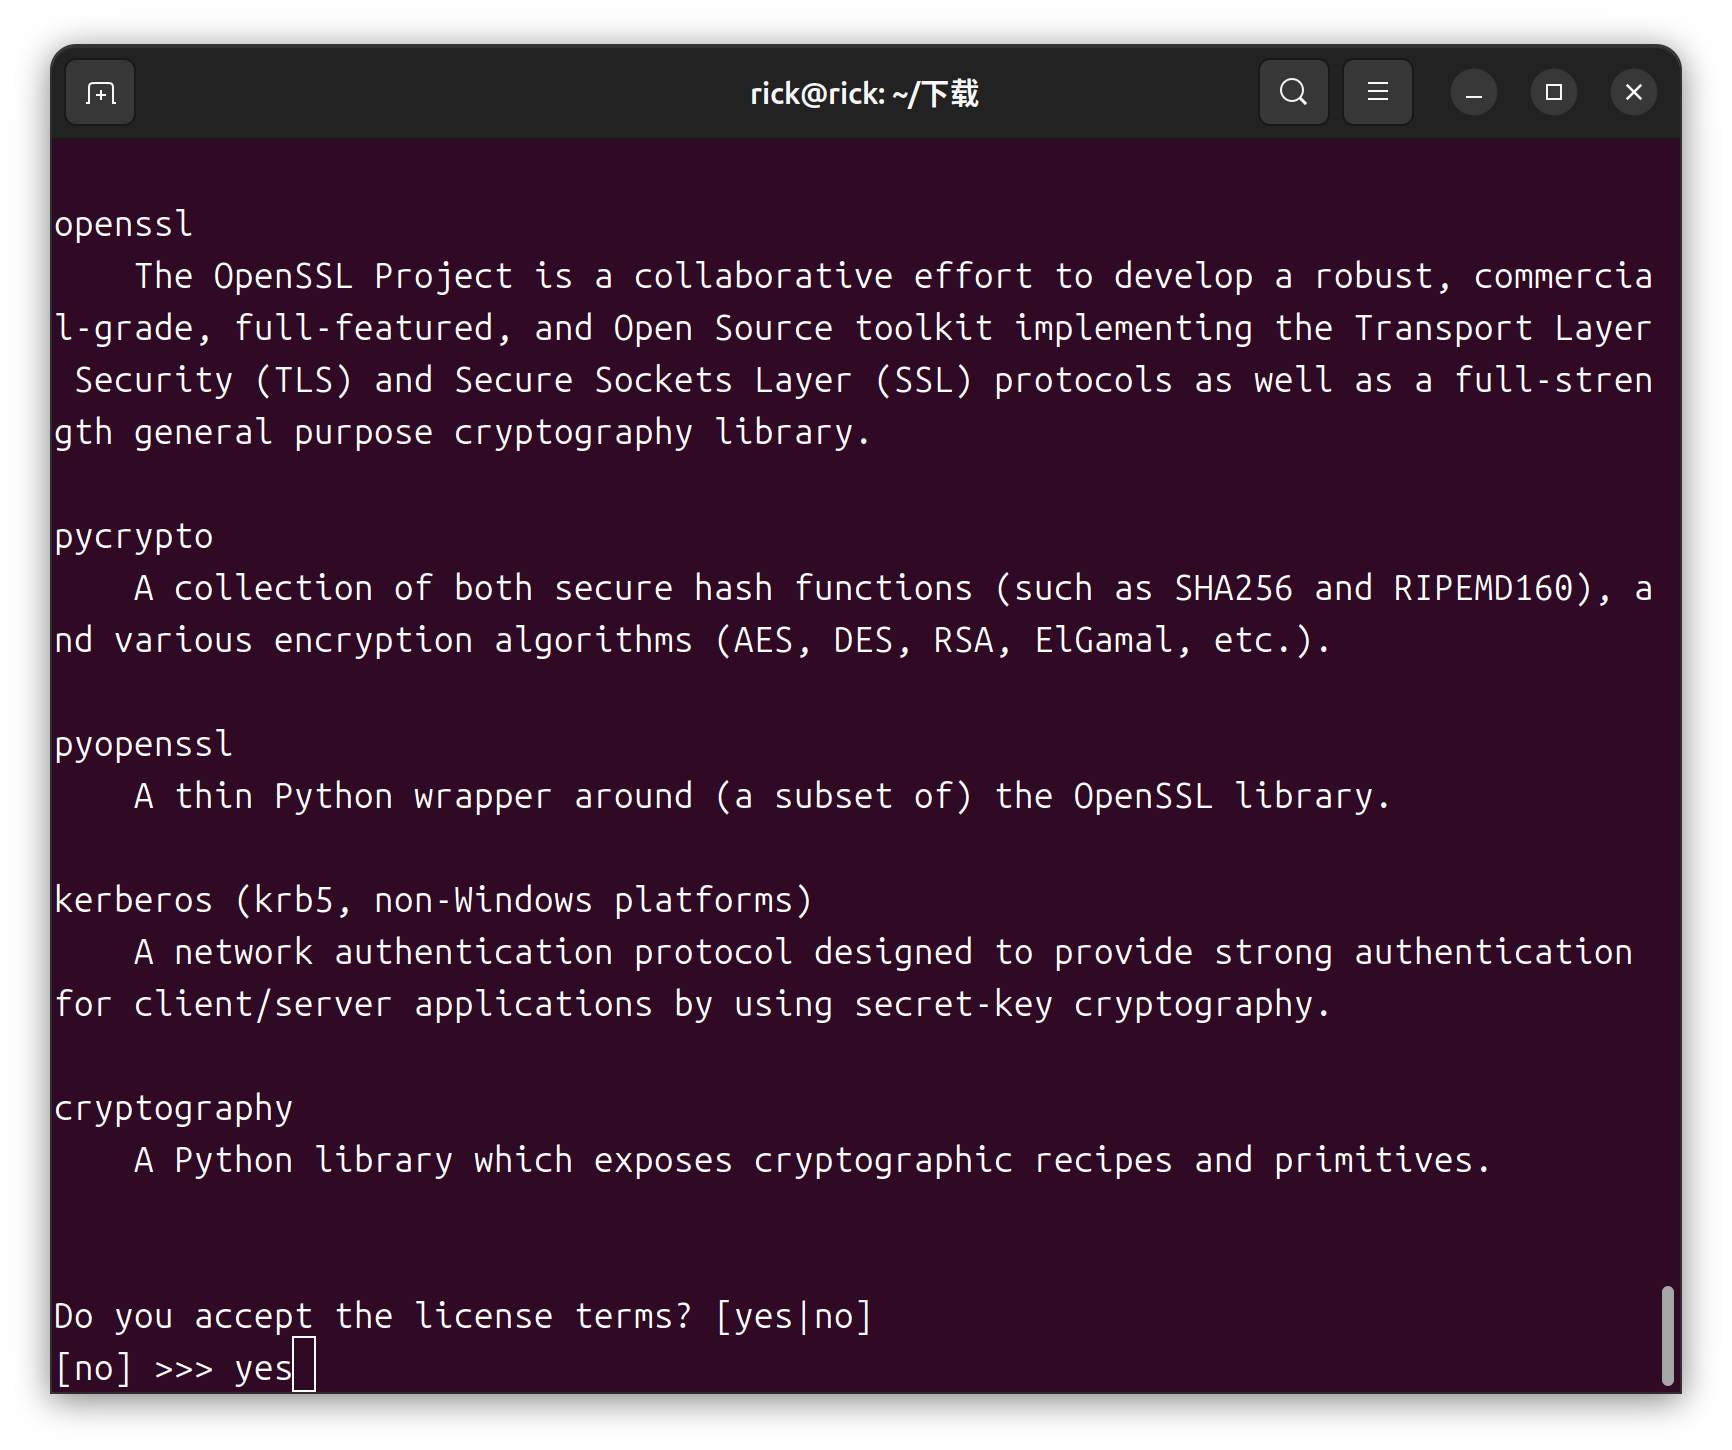 rick@rick: ~/下载
openssl
    The OpenSSL Project is a collaborative effort to develop a robust, commercia
l-grade, full-featured, and Open Source toolkit implementing the Transport Layer
 Security (TLS) and Secure Sockets Layer (SSL) protocols as well as a full-stren
gth general purpose cryptography library.
pycrypto
    A collection of both secure hash functions (such as SHA256 and RIPEMD160), a
nd various encryption algorithms (AES, DES, RSA, ElGamal, etc.).
pyopenssl
    A thin Python wrapper around (a subset of) the OpenSSL library.
kerberos (krb5, non-Windows platforms)
    A network authentication protocol designed to provide strong authentication
for client/server applications by using secret-key cryptography.
cryptography
    A Python library which exposes cryptographic recipes and primitives.
Do you accept the license terms? [yes|no]
[no] >>> yes